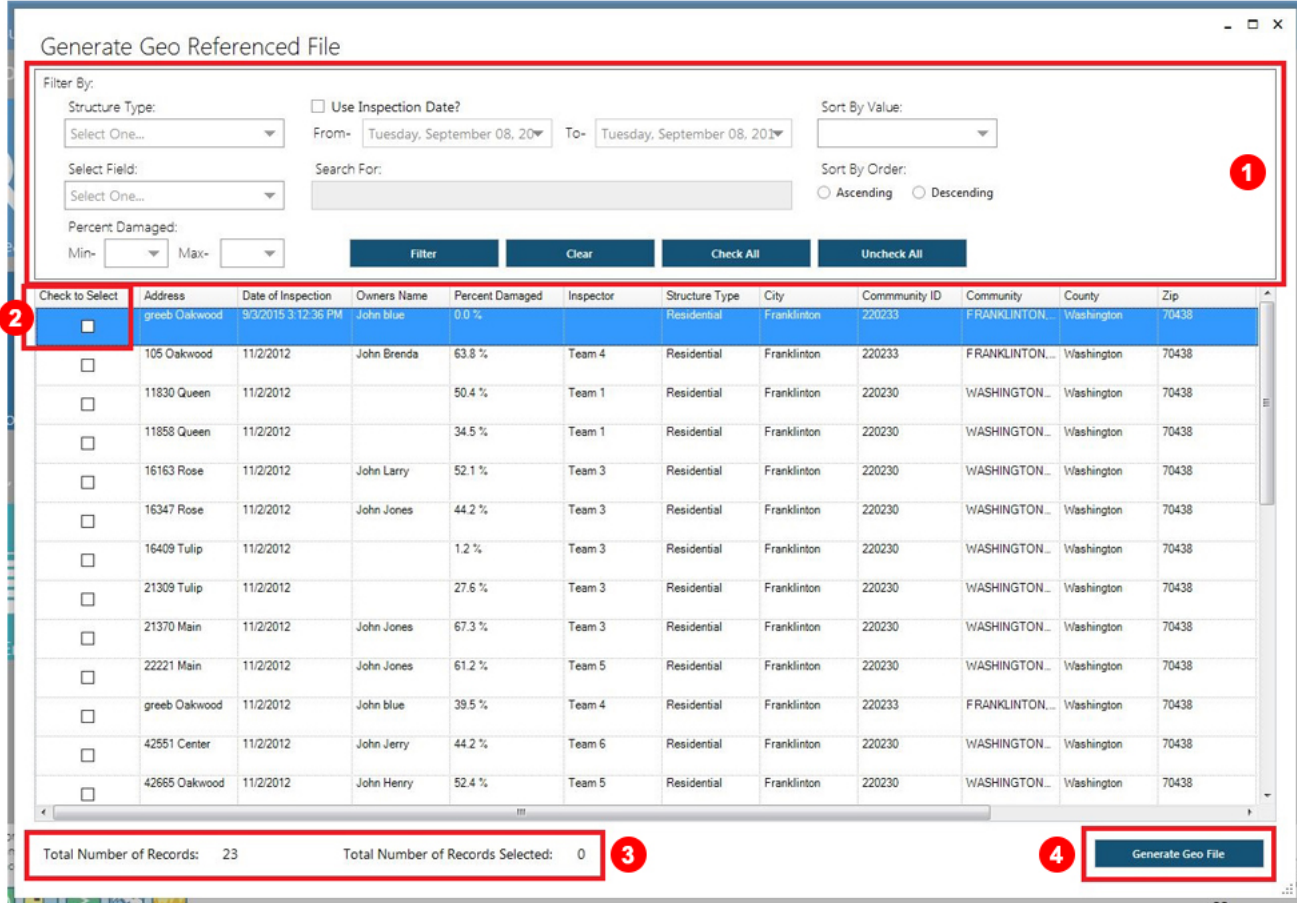 Generate Geo Referenced File
Filter By:
Structure Type: Use Inspection Date? Sort By Value:
Select One... From- Tuesday, September 08, 20 To- Tuesday, September 08, 201
Select Field: Search For: Sort By Order:
Select One... Ascending Descending
1
Percent Damaged:
Min- Max- Filter Clear Check All Uncheck All
Check to Select Address Date of Inspection Owners Name Percent Damaged Inspector Structure Type City Commmunity ID Community County Zip
2
greeb Oakwood 9/3/2015 3:12:36 PM John blue 0.0 % Residential Franklinton 220233 FRANKLINTON,... Washington 70438
105 Oakwood 11/2/2012 John Brenda 63.8 % Team 4 Residential Franklinton 220233 FRANKLINTON,... Washington 70438
11830 Queen 11/2/2012 50.4 % Team 1 Residential Franklinton 220230 WASHINGTON... Washington 70438
11858 Queen 11/2/2012 34.5 % Team 1 Residential Franklinton 220230 WASHINGTON... Washington 70438
16163 Rose 11/2/2012 John Larry 52.1 % Team 3 Residential Franklinton 220230 WASHINGTON... Washington 70438
16347 Rose 11/2/2012 John Jones 44.2 % Team 3 Residential Franklinton 220230 WASHINGTON... Washington 70438
16409 Tulip 11/2/2012 1.2 % Team 3 Residential Franklinton 220230 WASHINGTON... Washington 70438
21309 Tulip 11/2/2012 27.6 % Team 3 Residential Franklinton 220230 WASHINGTON... Washington 70438
21370 Main 11/2/2012 John Jones 67.3 % Team 3 Residential Franklinton 220230 WASHINGTON... Washington 70438
22221 Main 11/2/2012 John Jones 61.2 % Team 5 Residential Franklinton 220230 WASHINGTON... Washington 70438
greeb Oakwood 11/2/2012 John blue 39.5 % Team 4 Residential Franklinton 220233 FRANKLINTON,... Washington 70438
42551 Center 11/2/2012 John Jerry 44.2 % Team 6 Residential Franklinton 220230 WASHINGTON... Washington 70438
42665 Oakwood 11/2/2012 John Henry 52.4 % Team 5 Residential Franklinton 220230 WASHINGTON... Washington 70438
Total Number of Records: 23 Total Number of Records Selected: 0 3 4 Generate Geo File